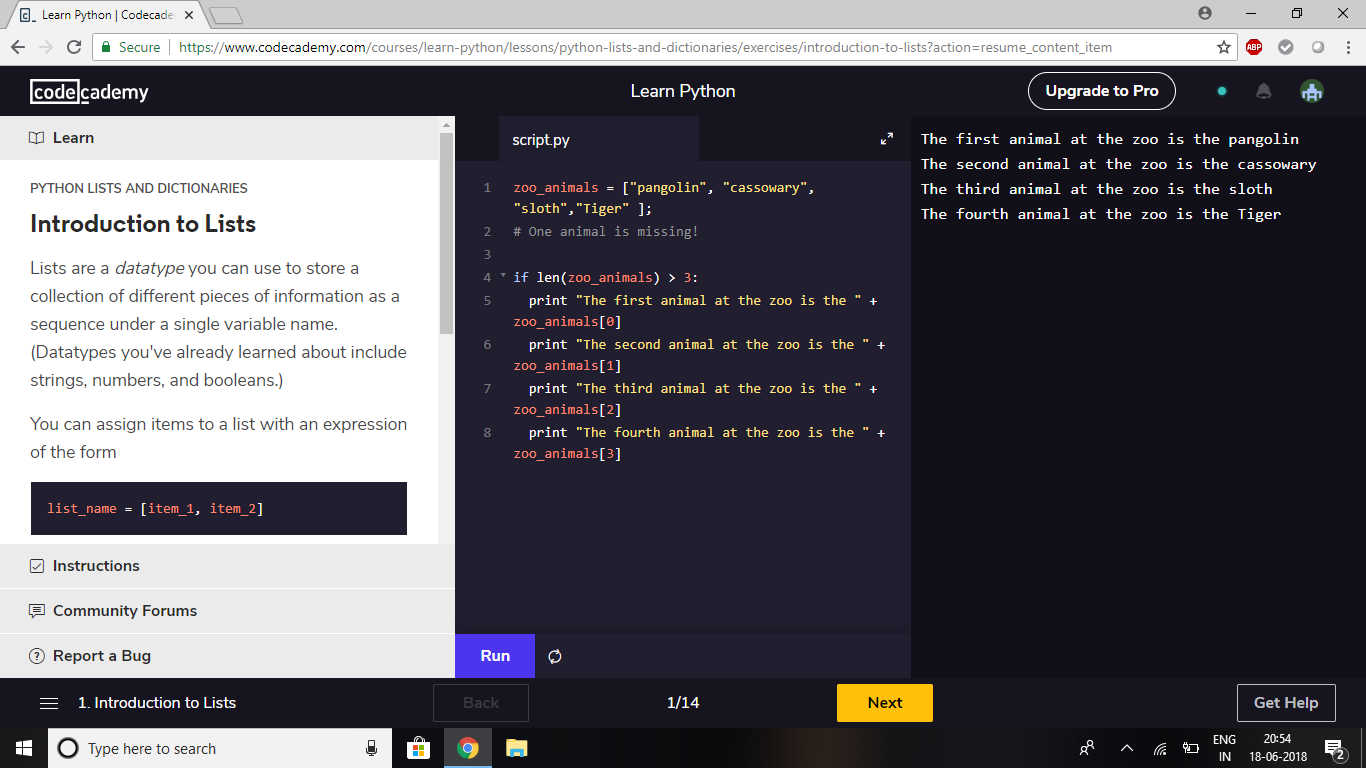 Learn Python | Codecade
Secure
https://www.codecademy.com/courses/learn-python/lessons/python-lists-and-dictionaries/exercises/introduction-to-lists?action=resume_content_item
ABP
codecademy
Learn Python
Upgrade to Pro
Learn
PYTHON LISTS AND DICTIONARIES
Introduction to Lists
Lists are a datatype you can use to store a
collection of different pieces of information as a
sequence under a single variable name.
(Datatypes you've already learned about include
strings, numbers, and booleans.)
You can assign items to a list with an expression
of the form
list_name = [item_1, item_2]
Instructions
Community Forums
Report a Bug
script.py
1 zoo_animals = ["pangolin", "cassowary",
"sloth","Tiger" ];
2 # One animal is missing!
3
4 if len(zoo_animals) > 3:
5 print "The first animal at the zoo is the " +
zoo_animals[0]
6 print "The second animal at the zoo is the " +
zoo_animals[1]
7 print "The third animal at the zoo is the " +
zoo_animals[2]
8 print "The fourth animal at the zoo is the " +
zoo_animals[3]
Run
The first animal at the zoo is the pangolin
The second animal at the zoo is the cassowary
The third animal at the zoo is the sloth
The fourth animal at the zoo is the Tiger
1. Introduction to Lists
Back
1/14
Next
Get Help
Type here to search
ENG
IN
20:54
18-06-2018
2